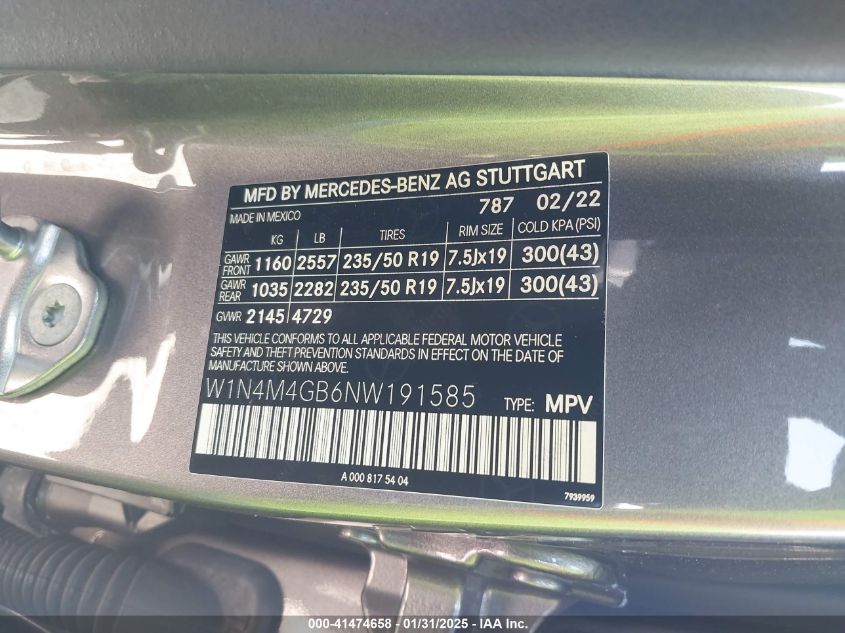 MFD BY MERCEDES-BENZ AG STUTTGART
MADE IN MEXICO 787 02/22
KG LB TIRES RIM SIZE COLD KPA (PSI)
GAWR FRONT 1160 2557 235/50 R19 7.5Jx19 300(43)
GAWR REAR 1035 2282 235/50 R19 7.5Jx19 300(43)
GVWR 2145 4729
THIS VEHICLE CONFORMS TO ALL APPLICABLE FEDERAL MOTOR VEHICLE
SAFETY AND THEFT PREVENTION STANDARDS IN EFFECT ON THE DATE OF
MANUFACTURE SHOWN ABOVE.
W1N4M4GB6NW191585 TYPE: MPV
A 000 817 54 04
7939959
000-41474658 - 01/31/2025 - IAA Inc.